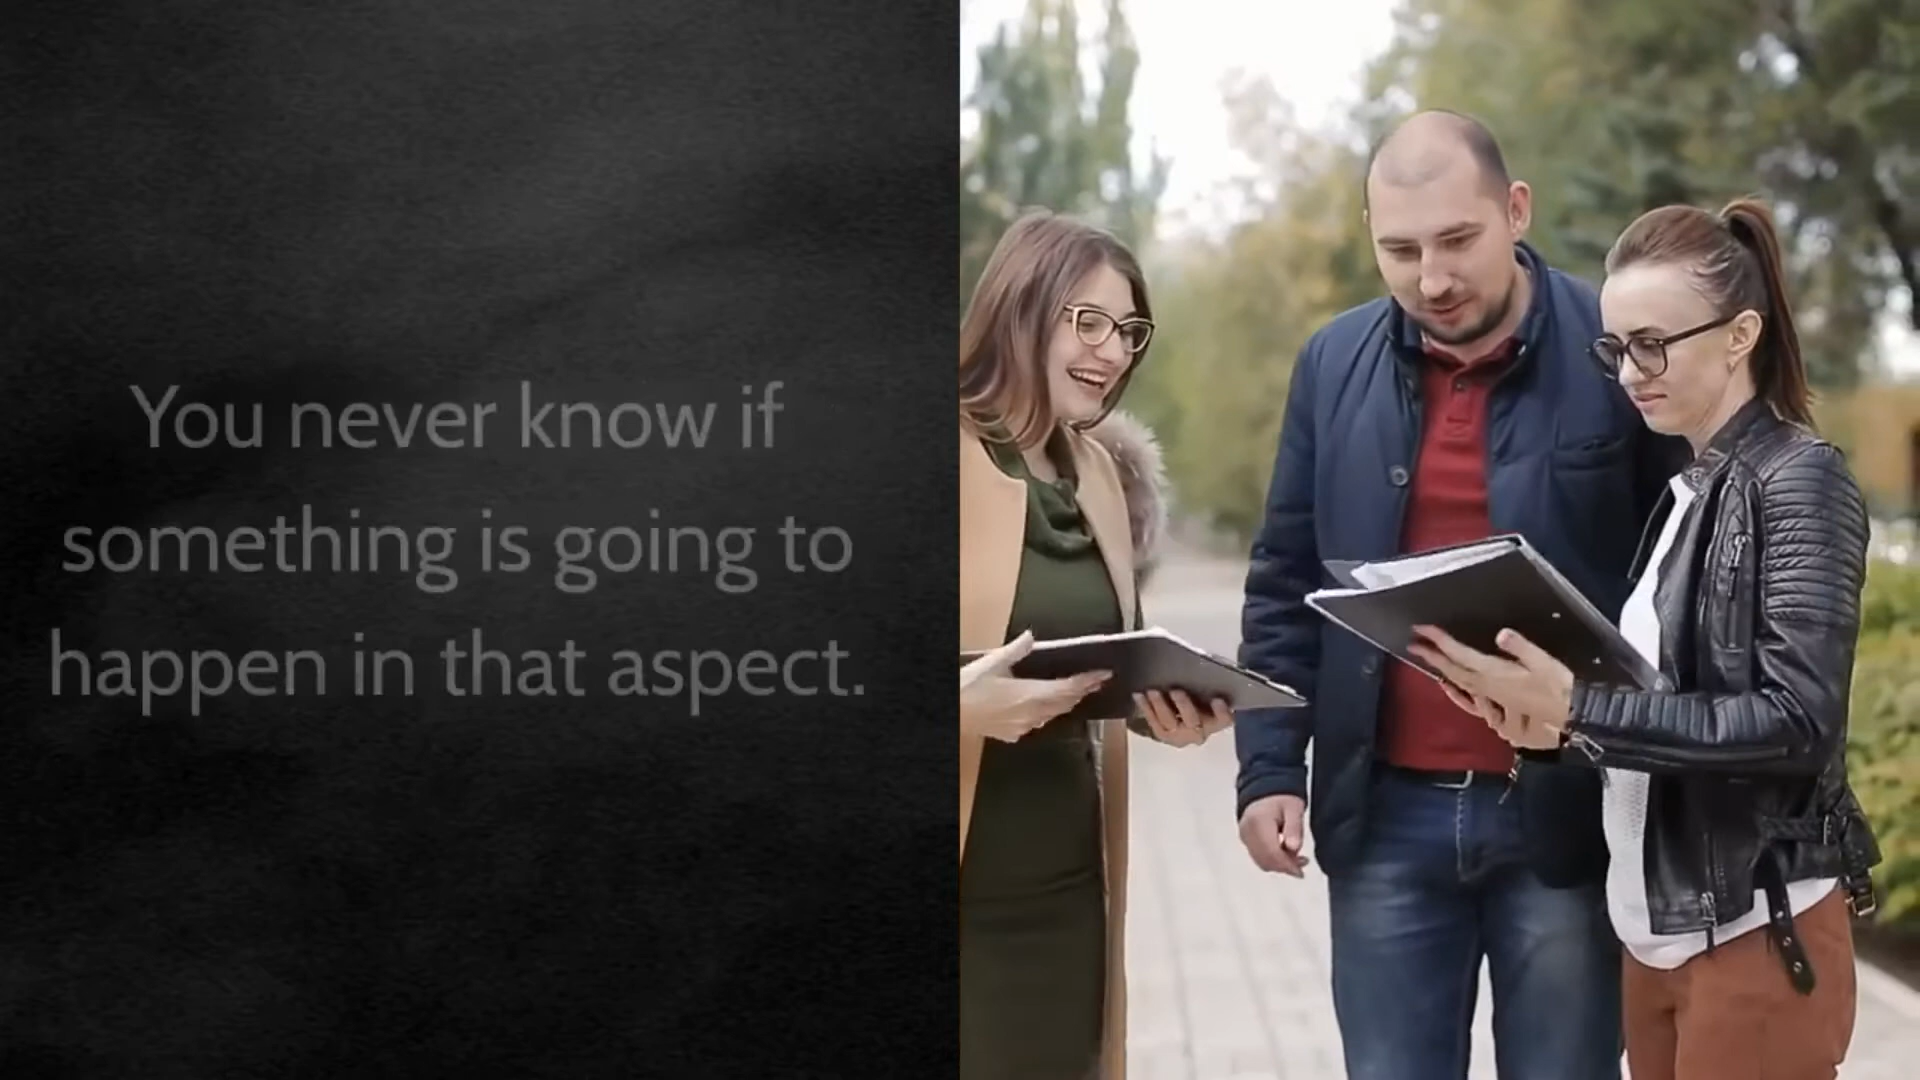 You never know if
something is going to
happen in that aspect.